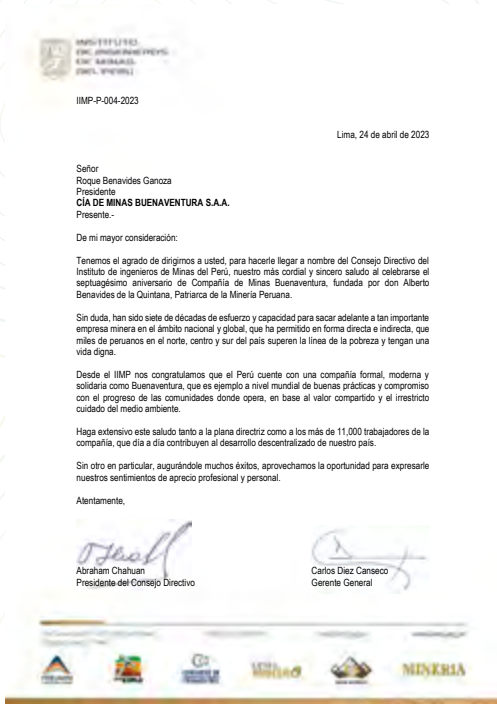 INSTITUTO
DE INGENIEROS
DE MINAS
DEL PERÚ
IIMP-P-004-2023
Lima, 24 de abril de 2023
Señor
Roque Benavides Ganoza
Presidente
CÍA DE MINAS BUENAVENTURA S.A.A.
Presente.-
De mi mayor consideración:
Tenemos el agrado de dirigirnos a usted, para hacerle llegar a nombre del Consejo Directivo del
Instituto de ingenieros de Minas del Perú, nuestro más cordial y sincero saludo al celebrarse el
septuagésimo aniversario de Compañía de Minas Buenaventura, fundada por don Alberto
Benavides de la Quintana, Patriarca de la Minería Peruana.
Sin duda, han sido siete de décadas de esfuerzo y capacidad para sacar adelante a tan importante
empresa minera en el ámbito nacional y global, que ha permitido en forma directa e indirecta, que
miles de peruanos en el norte, centro y sur del país superen la línea de la pobreza y tengan una
vida digna.
Desde el IIMP nos congratulamos que el Perú cuente con una compañía formal, moderna y
solidaria como Buenaventura, que es ejemplo a nivel mundial de buenas prácticas y compromiso
con el progreso de las comunidades donde opera, en base al valor compartido y el irrestricto
cuidado del medio ambiente.
Haga extensivo este saludo tanto a la plana directriz como a los más de 11,000 trabajadores de la
compañía, que día a día contribuyen al desarrollo descentralizado de nuestro país.
Sin otro en particular, augurándole muchos éxitos, aprovechamos la oportunidad para expresarle
nuestros sentimientos de aprecio profesional y personal.
Atentamente,
Abraham Chahuan
Presidente del Consejo Directivo
Carlos Diez Canseco
Gerente General
MINERIA